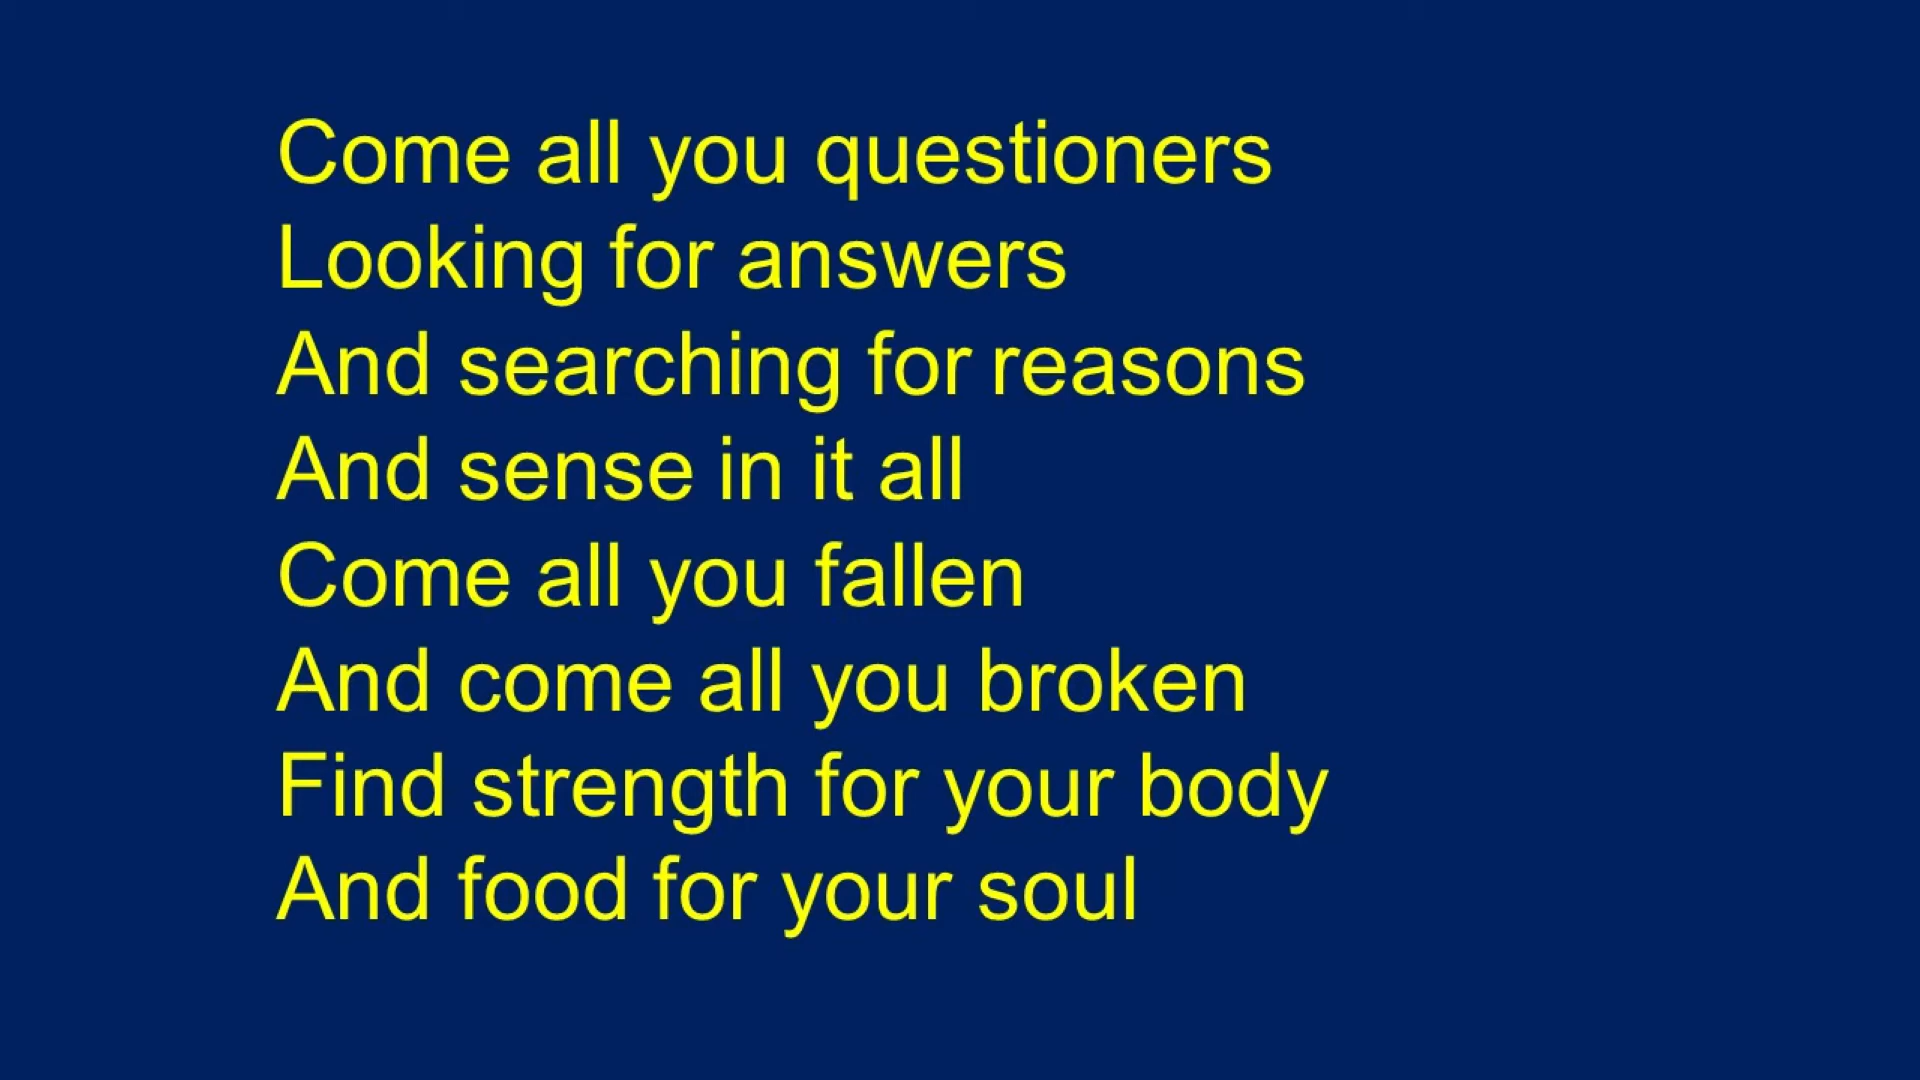 Come all you questioners
Looking for answers
And searching for reasons
And sense in it all
Come all you fallen
And come all you broken
Find strength for your body
And food for your soul